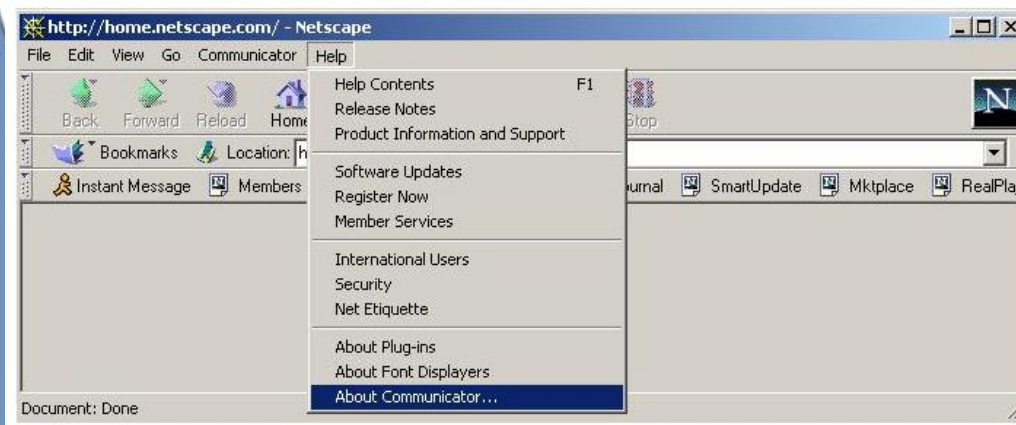 http://home.netscape.com/ - Netscape
File Edit View Go Communicator Help
Back Forward Reload Home Stop
Bookmarks Location: h
Instant Message Members SmartUpdate Mktplace
Help Contents F1
Release Notes
Product Information and Support
Software Updates
Register Now
Member Services
International Users
Security
Net Etiquette
About Plug-ins
About Font Displayers
About Communicator...
Document: Done
N